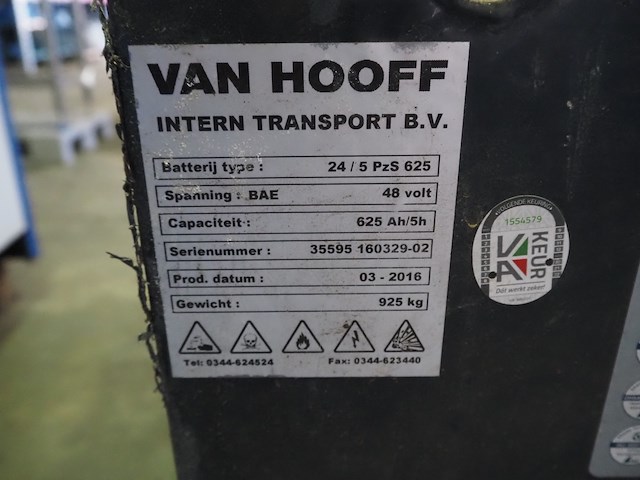 VAN HOOFF
INTERN TRANSPORT B.V.
Batterij type : 24 / 5 PzS 625
Spanning : BAE 48 volt
Capaciteit : 625 Ah/5h
Serienummer : 35595 160329-02
Prod. datum : 03 - 2016
Gewicht : 925 kg
Tel: 0344-624524 Fax: 0344-623440
VOLGENDE KEURING
1554579
KEUR
Dat werkt zeker!